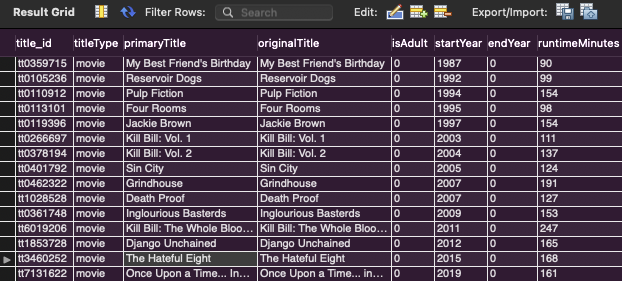 Result Grid Filter Rows: Search Edit: Export/Import:
title_id titleType primaryTitle originalTitle isAdult startYear endYear runtimeMinutes
tt0359715 movie My Best Friend's Birthday My Best Friend's Birthday 0 1987 0 90
tt0105236 movie Reservoir Dogs Reservoir Dogs 0 1992 0 99
tt0110912 movie Pulp Fiction Pulp Fiction 0 1994 0 154
tt0113101 movie Four Rooms Four Rooms 0 1995 0 98
tt0119396 movie Jackie Brown Jackie Brown 0 1997 0 154
tt0266697 movie Kill Bill: Vol. 1 Kill Bill: Vol. 1 0 2003 0 111
tt0378194 movie Kill Bill: Vol. 2 Kill Bill: Vol. 2 0 2004 0 137
tt0401792 movie Sin City Sin City 0 2005 0 124
tt0462322 movie Grindhouse Grindhouse 0 2007 0 191
tt1028528 movie Death Proof Death Proof 0 2007 0 127
tt0361748 movie Inglourious Basterds Inglourious Basterds 0 2009 0 153
tt6019206 movie Kill Bill: The Whole Bloo... Kill Bill: The Whole Bloo... 0 2011 0 247
tt1853728 movie Django Unchained Django Unchained 0 2012 0 165
tt3460252 movie The Hateful Eight The Hateful Eight 0 2015 0 168
tt7131622 movie Once Upon a Time... In... Once Upon a Time... in... 0 2019 0 161